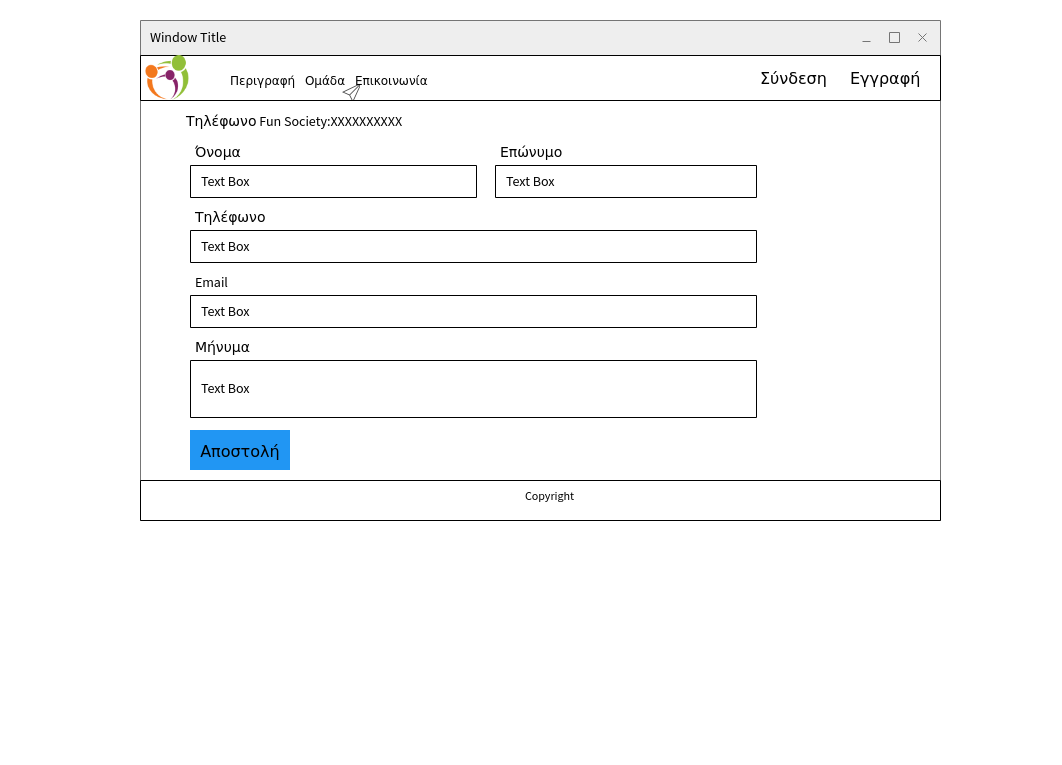 Window Title
Περιγραφή Ομάδα Επικοινωνία Σύνδεση Εγγραφή
Τηλέφωνο Fun Society:XXXXXXXXXX
Όνομα Επώνυμο
Text Box Text Box
Τηλέφωνο
Text Box
Email
Text Box
Μήνυμα
Text Box
Αποστολή
Copyright